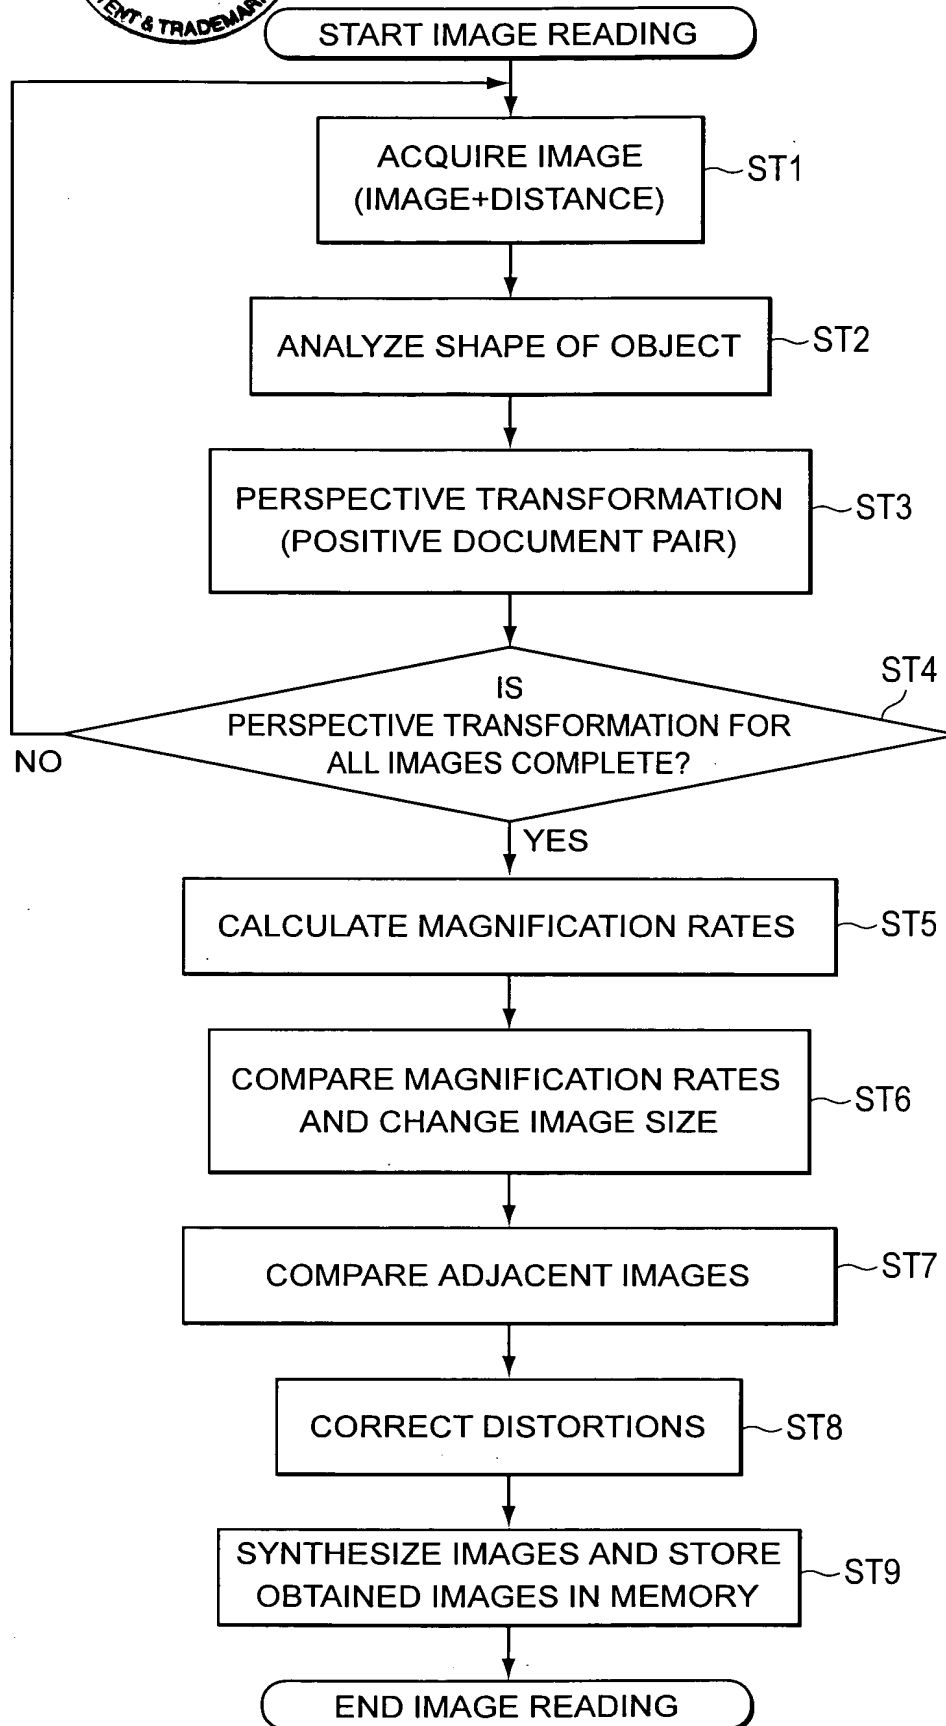 ENT & TRADEMAR
START IMAGE READING
ACQUIRE IMAGE
(IMAGE+DISTANCE)
ST1
ANALYZE SHAPE OF OBJECT
ST2
PERSPECTIVE TRANSFORMATION
(POSITIVE DOCUMENT PAIR)
ST3
IS
PERSPECTIVE TRANSFORMATION FOR
ALL IMAGES COMPLETE?
ST4
NO
YES
CALCULATE MAGNIFICATION RATES
ST5
COMPARE MAGNIFICATION RATES
AND CHANGE IMAGE SIZE
ST6
COMPARE ADJACENT IMAGES
ST7
CORRECT DISTORTIONS
ST8
SYNTHESIZE IMAGES AND STORE
OBTAINED IMAGES IN MEMORY
ST9
END IMAGE READING